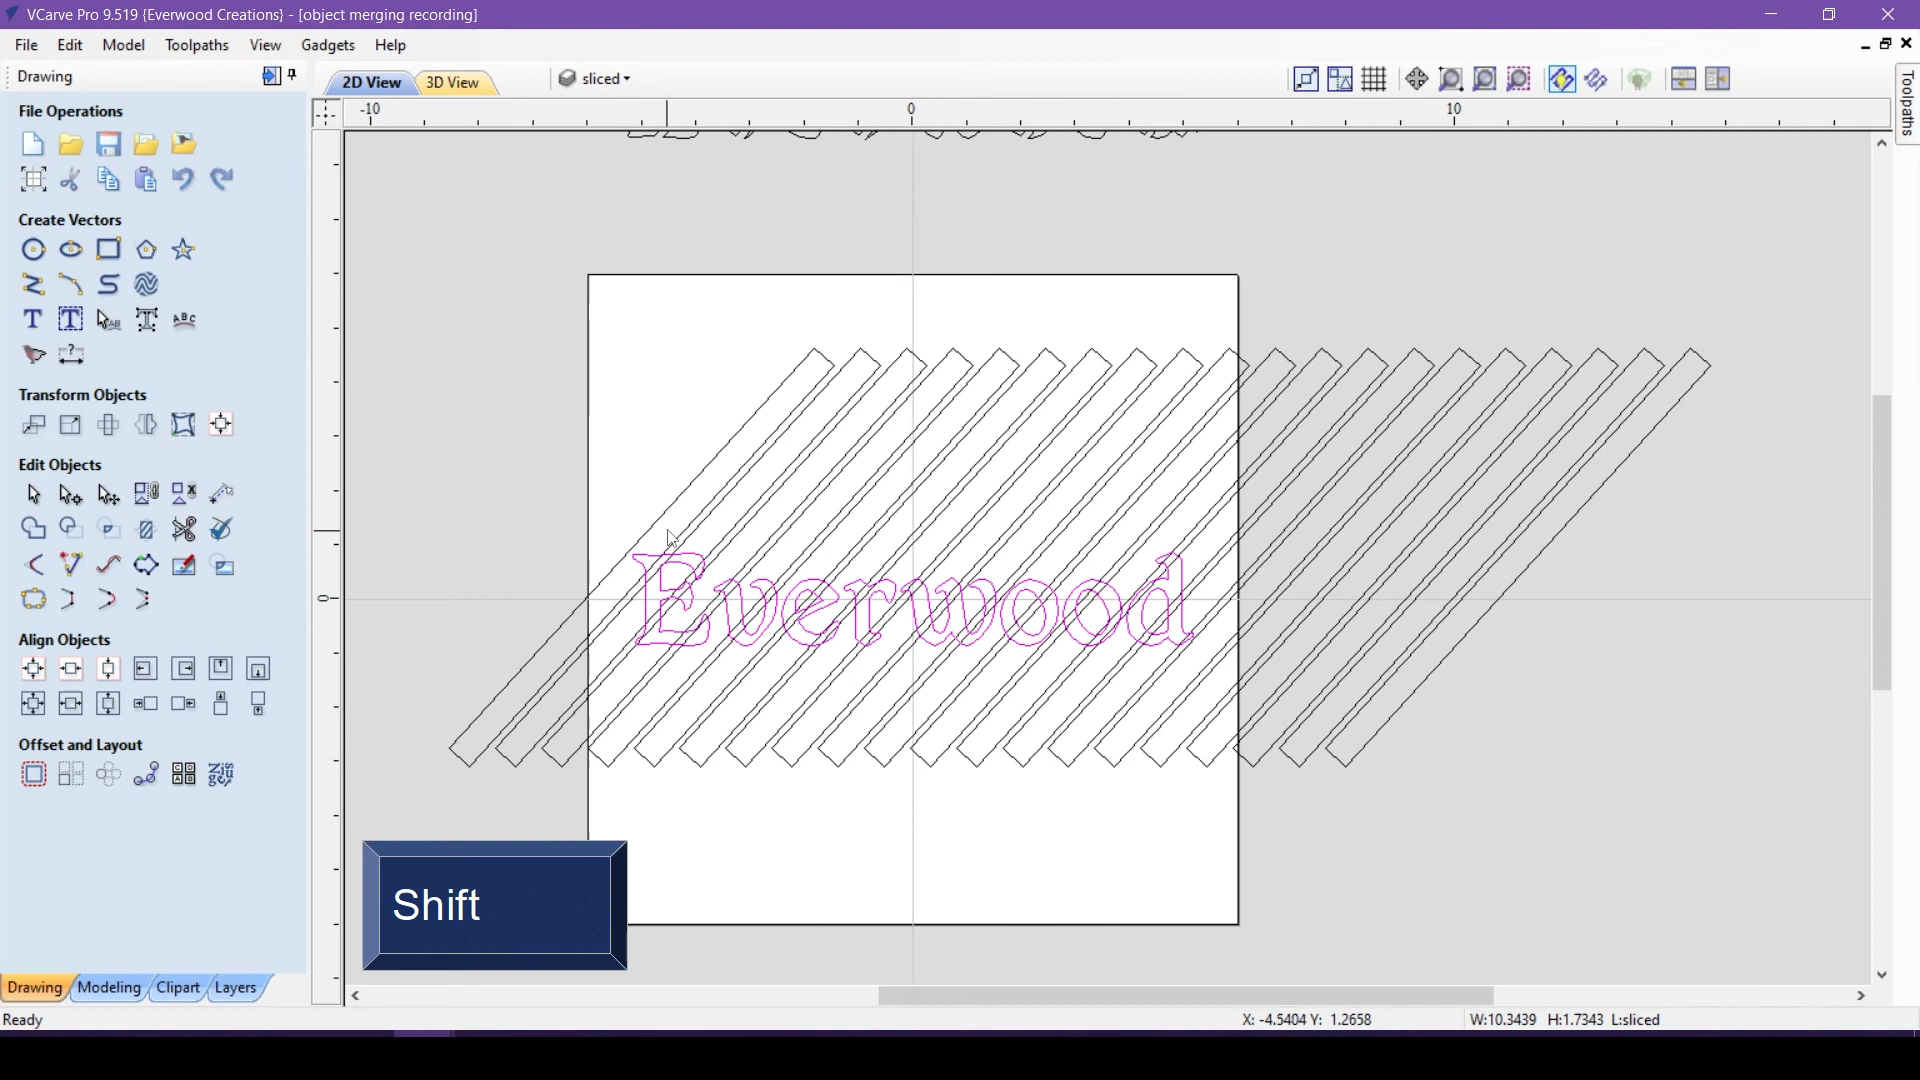 VCarve Pro 9.519 {Everwood Creations} - [object merging recording]
File Edit Model Toolpaths View Gadgets Help
Drawing
2D View 3D View sliced
Toolpaths
-10 0 10
File Operations
Create Vectors
Transform Objects
Edit Objects
Everwood
0
Align Objects
Offset and Layout
Shift
Drawing Modeling Clipart Layers
Ready
X: -4.5404 Y: 1.2658
W:10.3439 H:1.7343 L:sliced